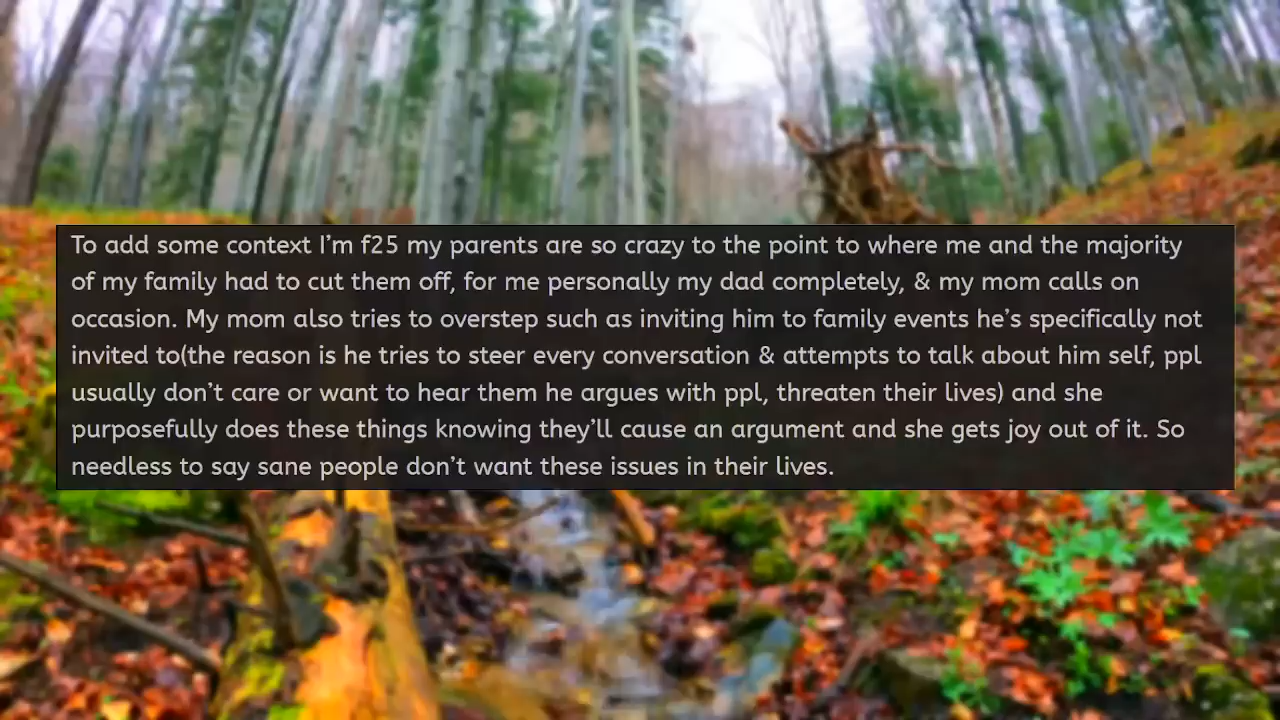 To add some context I’m f25 my parents are so crazy to the point to where me and the majority
of my family had to cut them off, for me personally my dad completely, & my mom calls on
occasion. My mom also tries to overstep such as inviting him to family events he’s specifically not
invited to(the reason is he tries to steer every conversation & attempts to talk about him self, ppl
usually don’t care or want to hear them he argues with ppl, threaten their lives) and she
purposefully does these things knowing they’ll cause an argument and she gets joy out of it. So
needless to say sane people don’t want these issues in their lives.